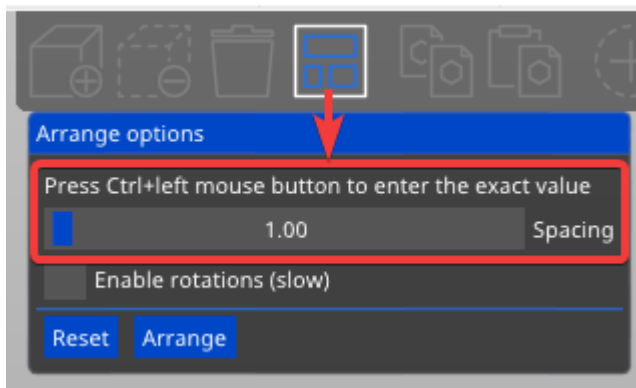 Arrange options
Press Ctrl+left mouse button to enter the exact value
1.00 Spacing
Enable rotations (slow)
Reset Arrange